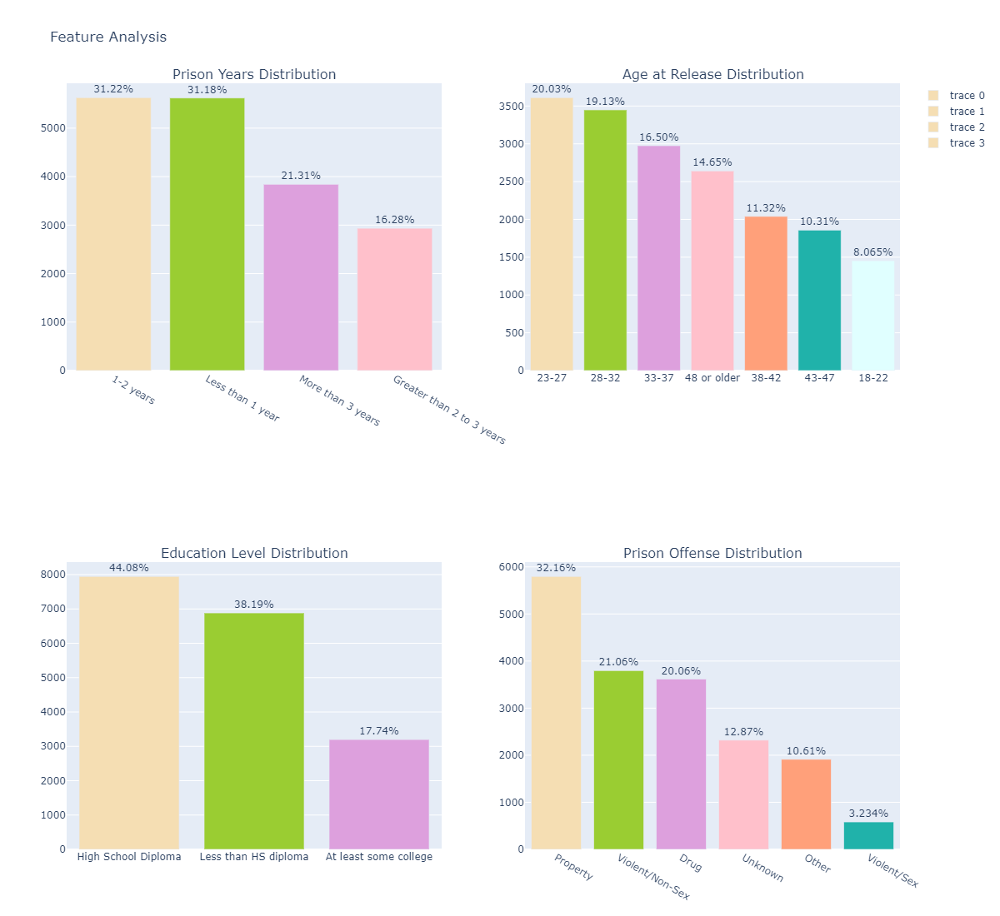 Feature Analysis
Prison Years Distribution
31.22%
31.18%
21.31%
16.28%
5000
4000
3000
2000
1000
0
1-2 years
Less than 1 year
More than 3 years
Greater than 2 to 3 years
Age at Release Distribution
20.03%
19.13%
16.50%
14.65%
11.32%
10.31%
8.065%
3500
3000
2500
2000
1500
1000
500
0
23-27
28-32
33-37
48 or older
38-42
43-47
18-22
trace 0
trace 1
trace 2
trace 3
Education Level Distribution
44.08%
38.19%
17.74%
8000
7000
6000
5000
4000
3000
2000
1000
0
High School Diploma
Less than HS diploma
At least some college
Prison Offense Distribution
32.16%
21.06%
20.06%
12.87%
10.61%
3.234%
6000
5000
4000
3000
2000
1000
0
Property
Violent/Non-Sex
Drug
Unknown
Other
Violent/Sex